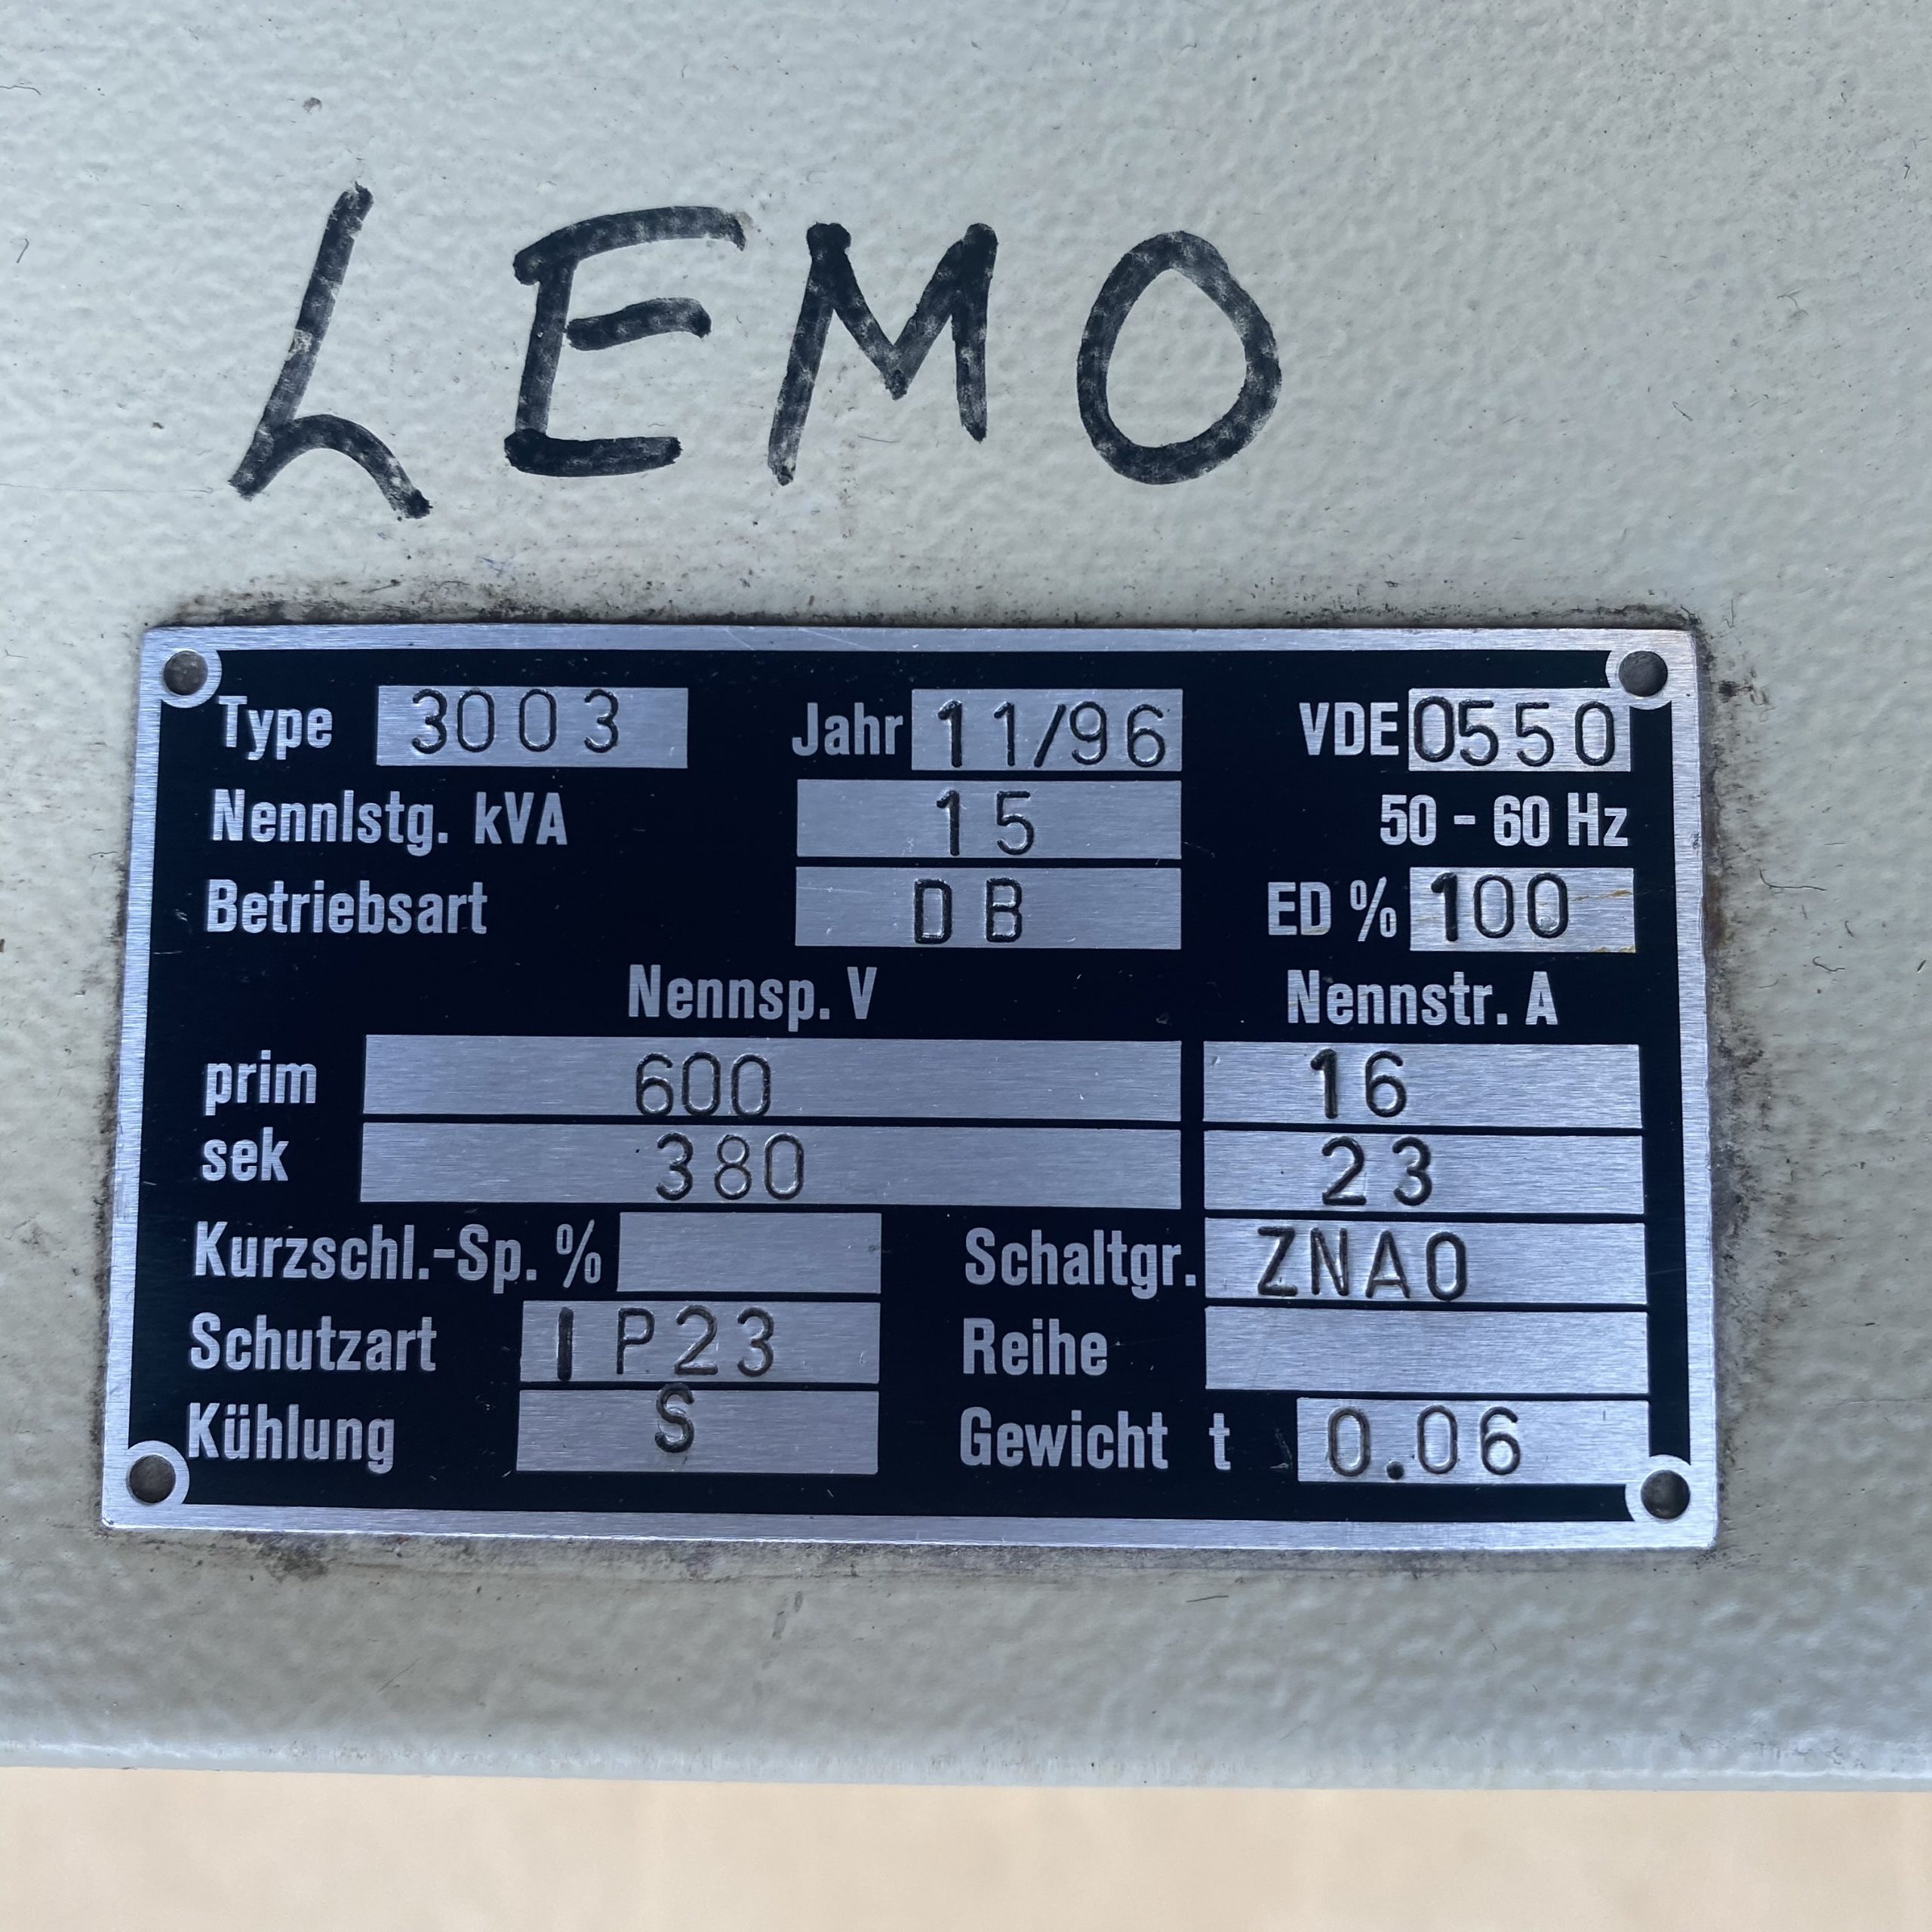 LEMO
Type 3003 Jahr 11/96 VDE 0550
Nennlstg. kVA 15 50 - 60 Hz
Betriebsart DB ED % 100
Nennsp. V Nennstr. A
prim 600 16
sek 380 23
Kurzschl.-Sp. % Schaltgr. ZNA0
Schutzart IP23 Reihe
Kühlung S Gewicht t 0.06